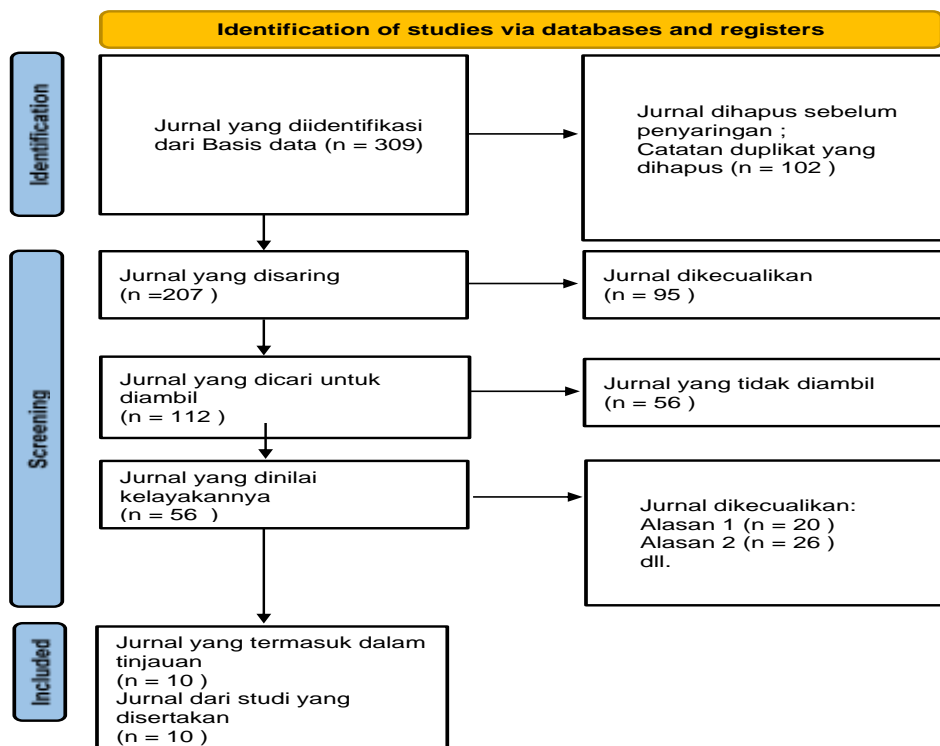 Identification of studies via databases and registers
Identification
Jurnal yang diidentifikasi
dari Basis data (n = 309)
Jurnal dihapus sebelum
penyaringan ;
Catatan duplikat yang
dihapus (n = 102 )
Screening
Jurnal yang disaring
(n =207 )
Jurnal dikecualikan
(n = 95 )
Jurnal yang dicari untuk
diambil
(n = 112 )
Jurnal yang tidak diambil
(n = 56 )
Jurnal yang dinilai
kelayakannya
(n = 56  )
Jurnal dikecualikan:
Alasan 1 (n = 20 )
Alasan 2 (n = 26 )
dll.
Included
Jurnal yang termasuk dalam
tinjauan
(n = 10 )
Jurnal dari studi yang
disertakan
(n = 10 )